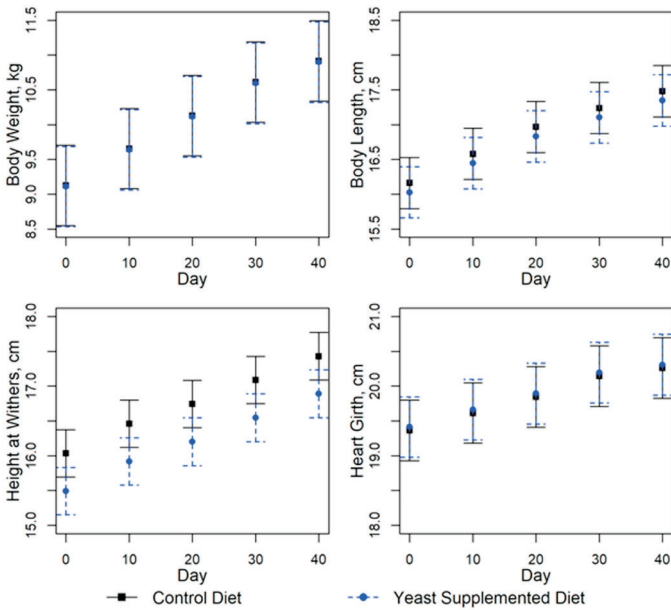 Body Weight, kg
11.5
10.5
9.5
9.0
8.5
0 10 20 30 40
Day
Body Length, cm
18.5
17.5
16.5
15.5
0 10 20 30 40
Day
Height at Withers, cm
18.0
17.0
16.0
15.0
0 10 20 30 40
Day
Heart Girth, cm
21.0
20.0
19.0
18.0
0 10 20 30 40
Day
Control Diet
Yeast Supplemented Diet